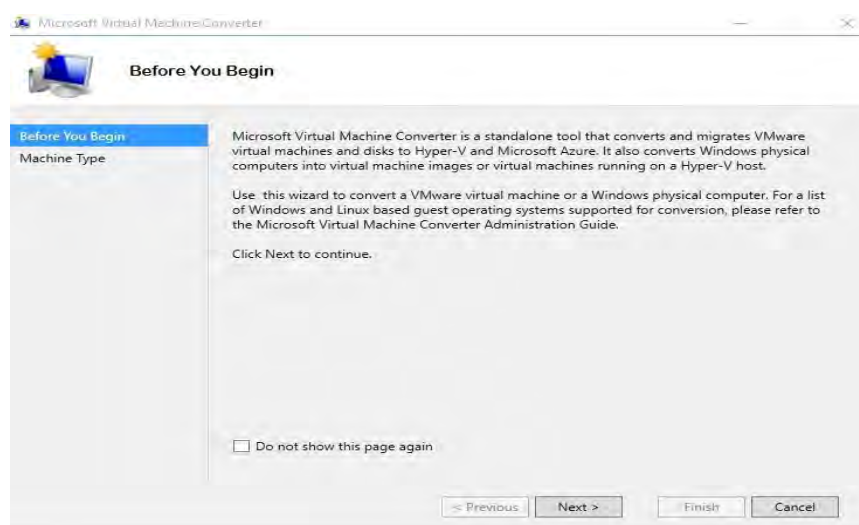 Microsoft Virtual Machine Converter
Before You Begin
Before You Begin
Machine Type
Microsoft Virtual Machine Converter is a standalone tool that converts and migrates VMware
virtual machines and disks to Hyper-V and Microsoft Azure. It also converts Windows physical
computers into virtual machine images or virtual machines running on a Hyper-V host.
Use this wizard to convert a VMware virtual machine or a Windows physical computer. For a list
of Windows and Linux based guest operating systems supported for conversion, please refer to
the Microsoft Virtual Machine Converter Administration Guide.
Click Next to continue.
Do not show this page again
< Previous Next > Finish Cancel